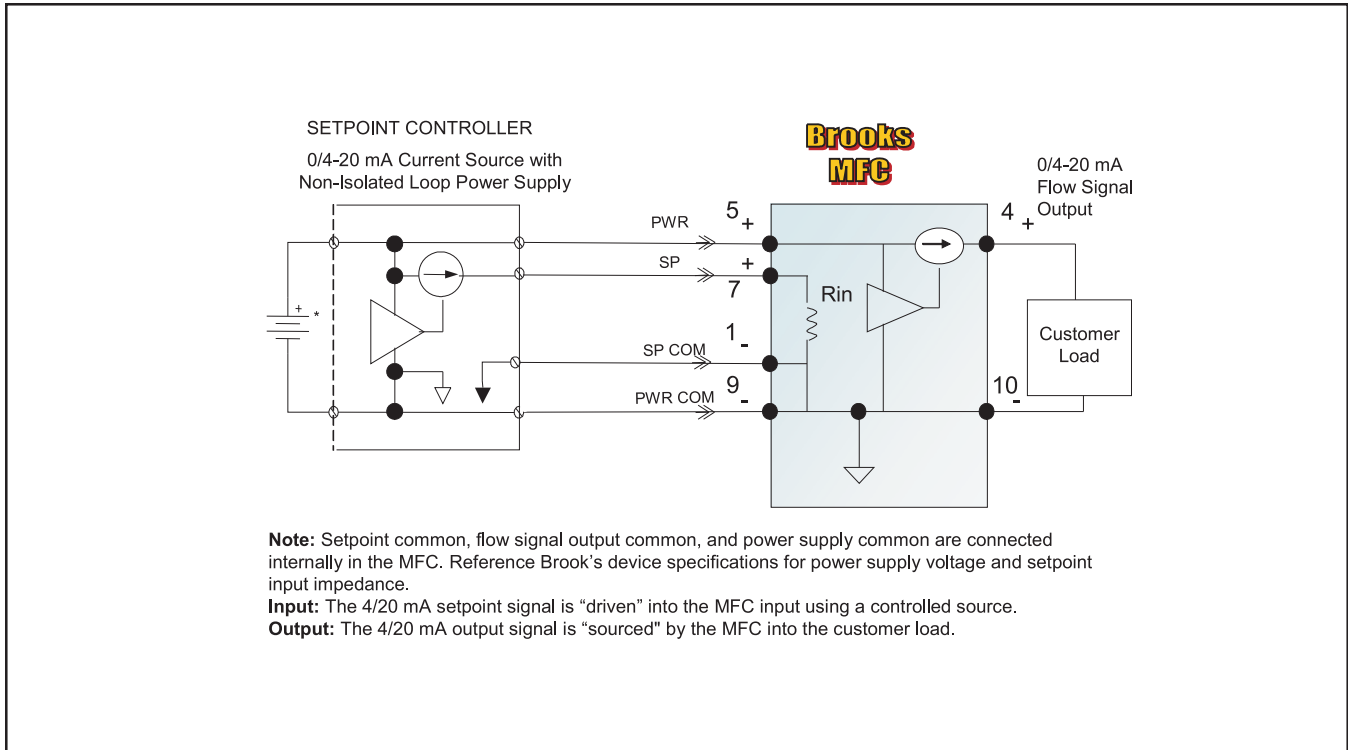 SETPOINT CONTROLLER
0/4-20 mA Current Source with
Non-Isolated Loop Power Supply
Brooks
MFC
0/4-20 mA
Flow Signal
Output
PWR
5
+
4
+
SP
+
7
Rin
+
*
1
-
SP COM
Customer
Load
PWR COM
9
-
10
-
Note: Setpoint common, flow signal output common, and power supply common are connected
internally in the MFC. Reference Brook's device specifications for power supply voltage and setpoint
input impedance.
Input: The 4/20 mA setpoint signal is “driven” into the MFC input using a controlled source.
Output: The 4/20 mA output signal is “sourced" by the MFC into the customer load.